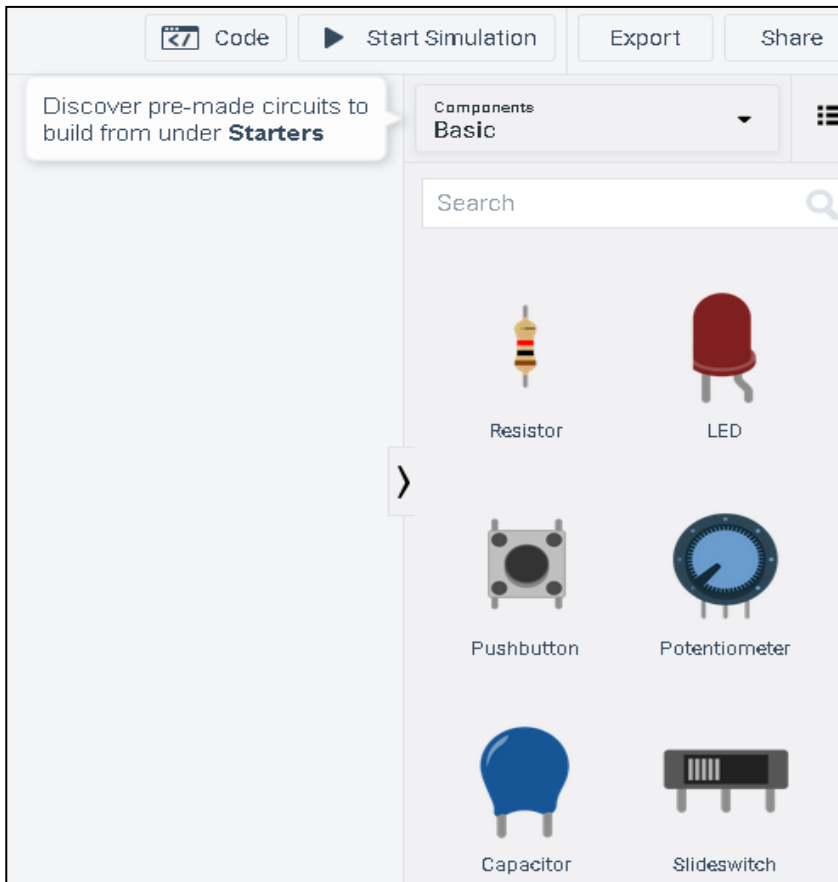 Code
Start Simulation
Export
Share
Discover pre-made circuits to
build from under Starters
Components
Basic
Search
Resistor
LED
Pushbutton
Potentiometer
Capacitor
Slideswitch